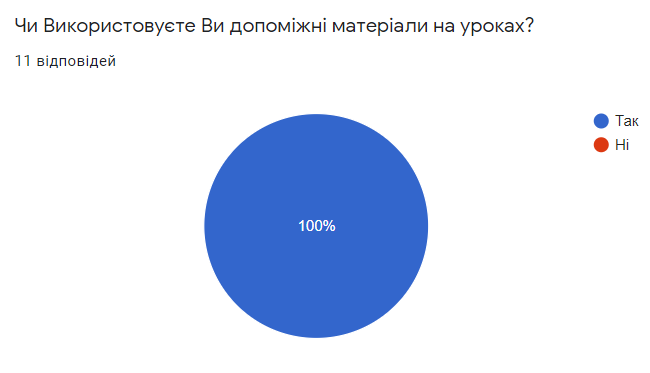 Чи Використовуєте Ви допоміжні матеріали на уроках?
11 відповідей
Так
Ні
100%